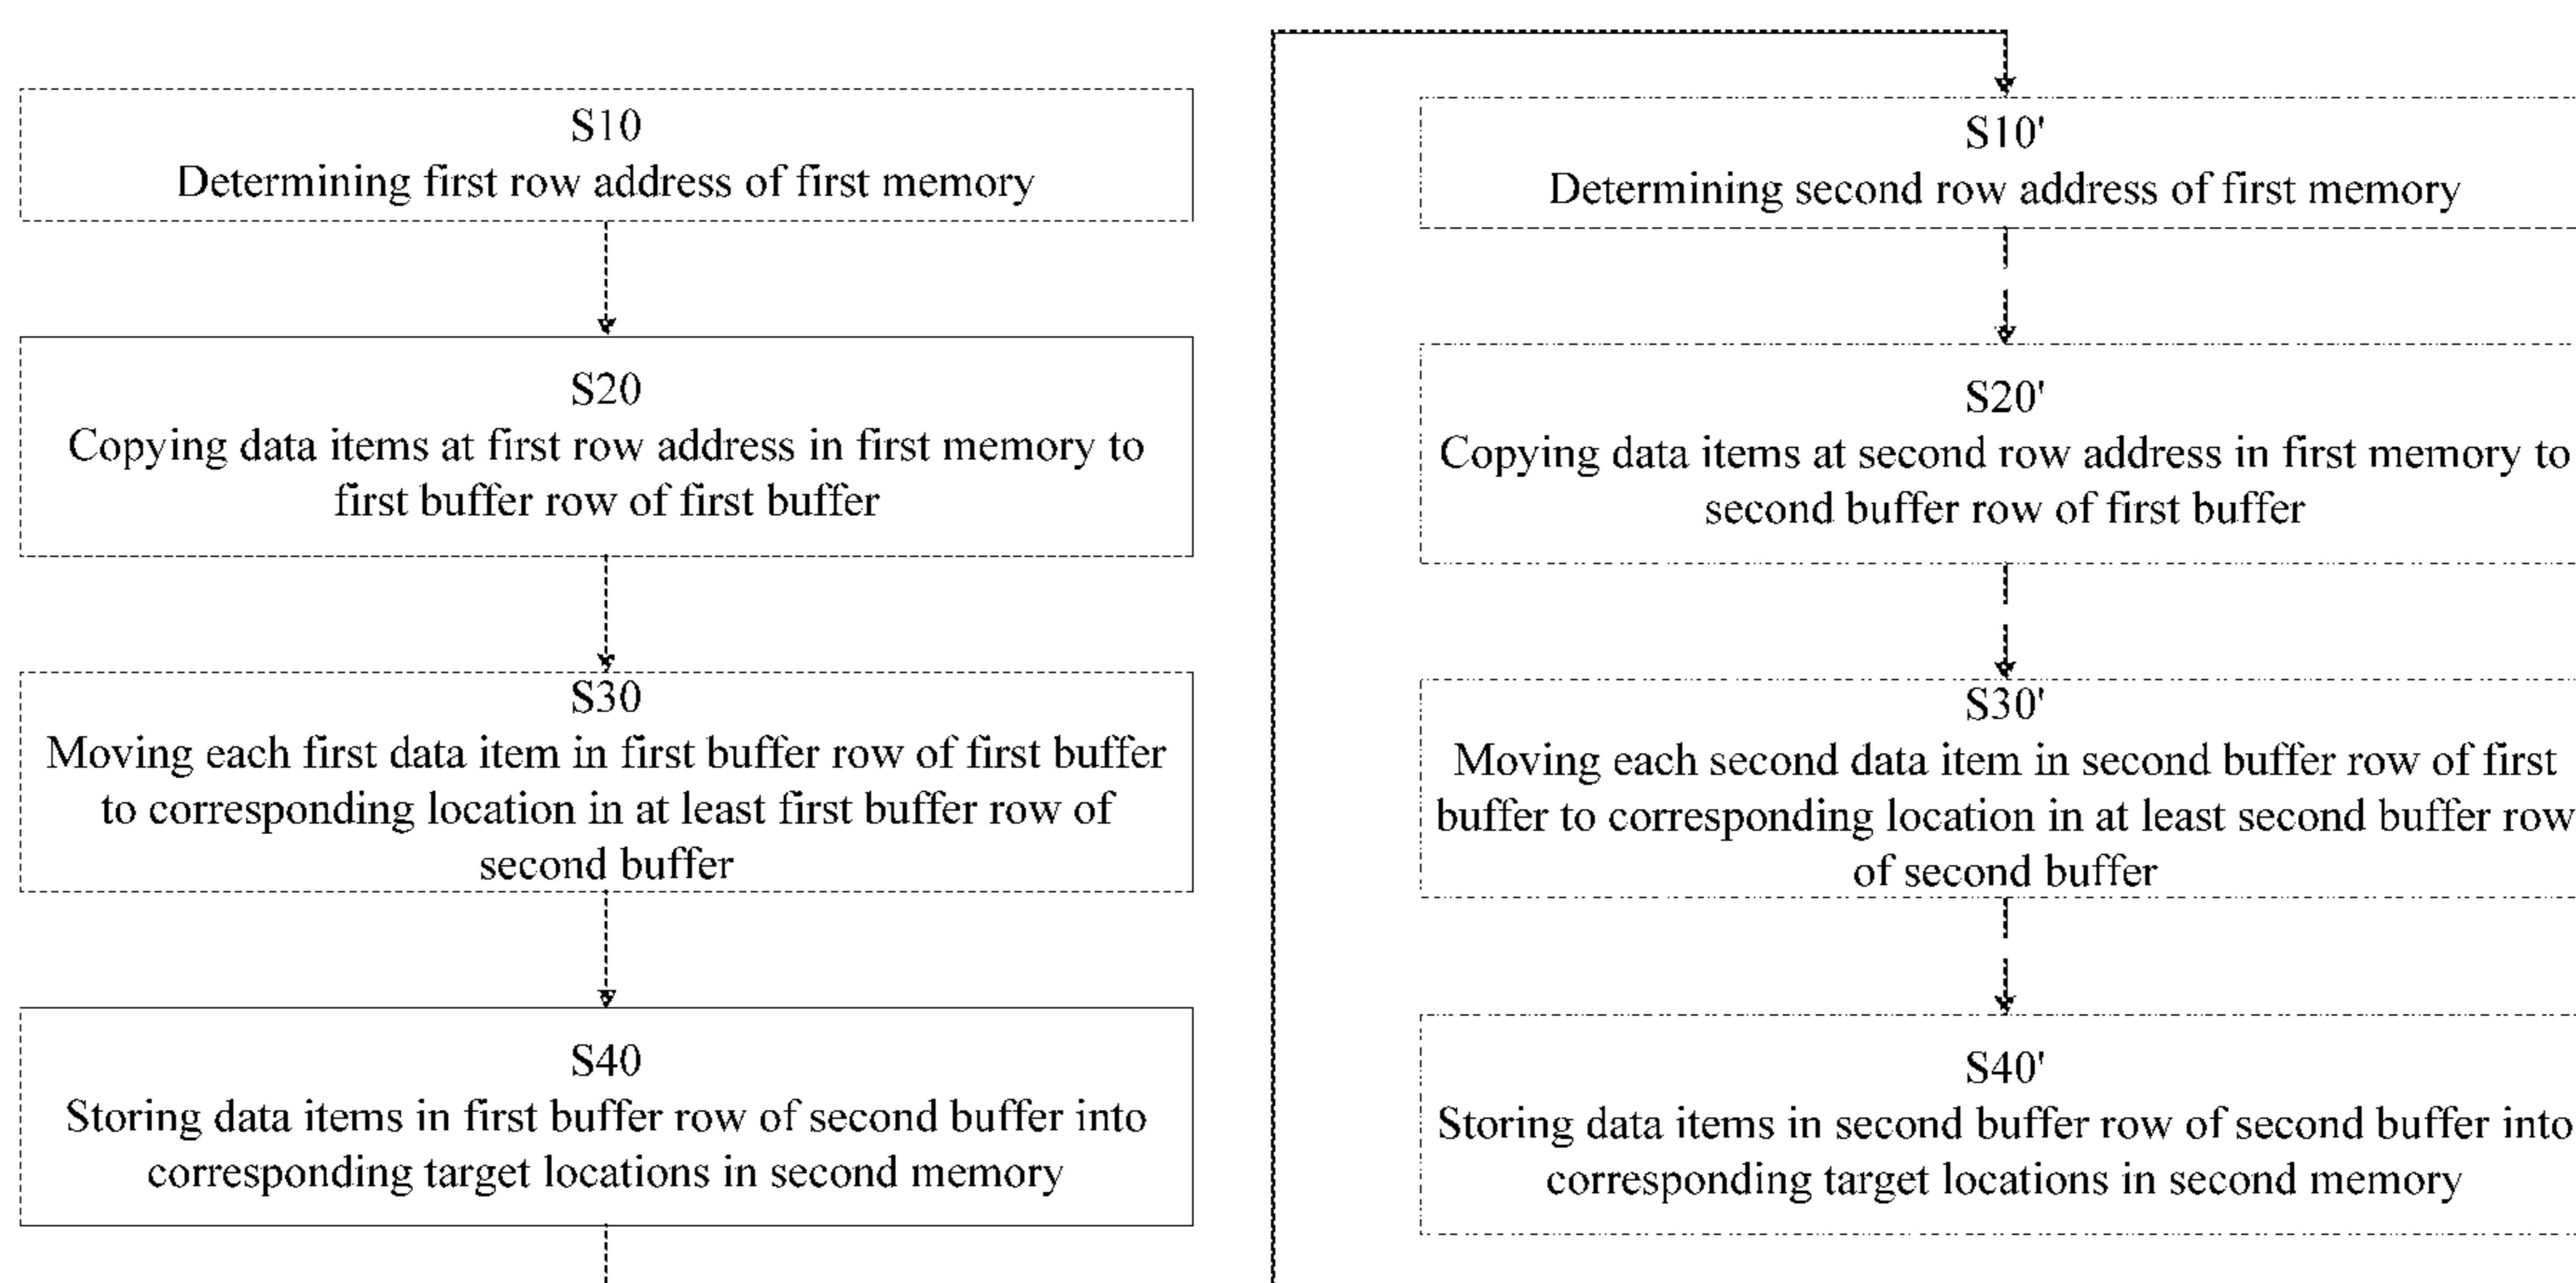 S10
Determining first row address of first memory
S20
Copying data items at first row address in first memory to
first buffer row of first buffer
S30
Moving each first data item in first buffer row of first buffer
to corresponding location in at least first buffer row of
second buffer
S40
Storing data items in first buffer row of second buffer into
corresponding target locations in second memory
S10'
Determining second row address of first memory
S20'
Copying data items at second row address in first memory to
second buffer row of first buffer
S30'
Moving each second data item in second buffer row of first
buffer to corresponding location in at least second buffer row
of second buffer
S40'
Storing data items in second buffer row of second buffer into
corresponding target locations in second memory